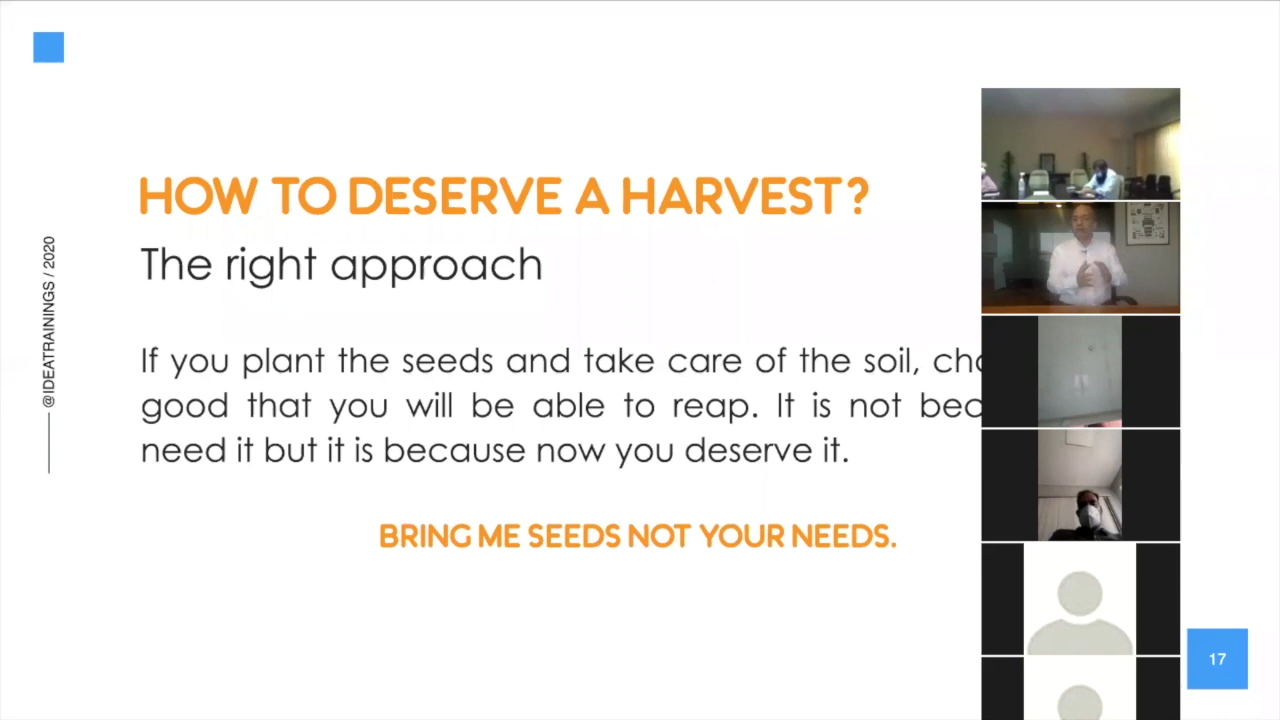 HOW TO DESERVE A HARVEST?
The right approach
If you plant the seeds and take care of the soil,
good that you will be able to reap. It is not
need it but it is because now you deserve it.
BRING ME SEEDS NOT YOUR NEEDS.
@IDEATRAININGS / 2020
17